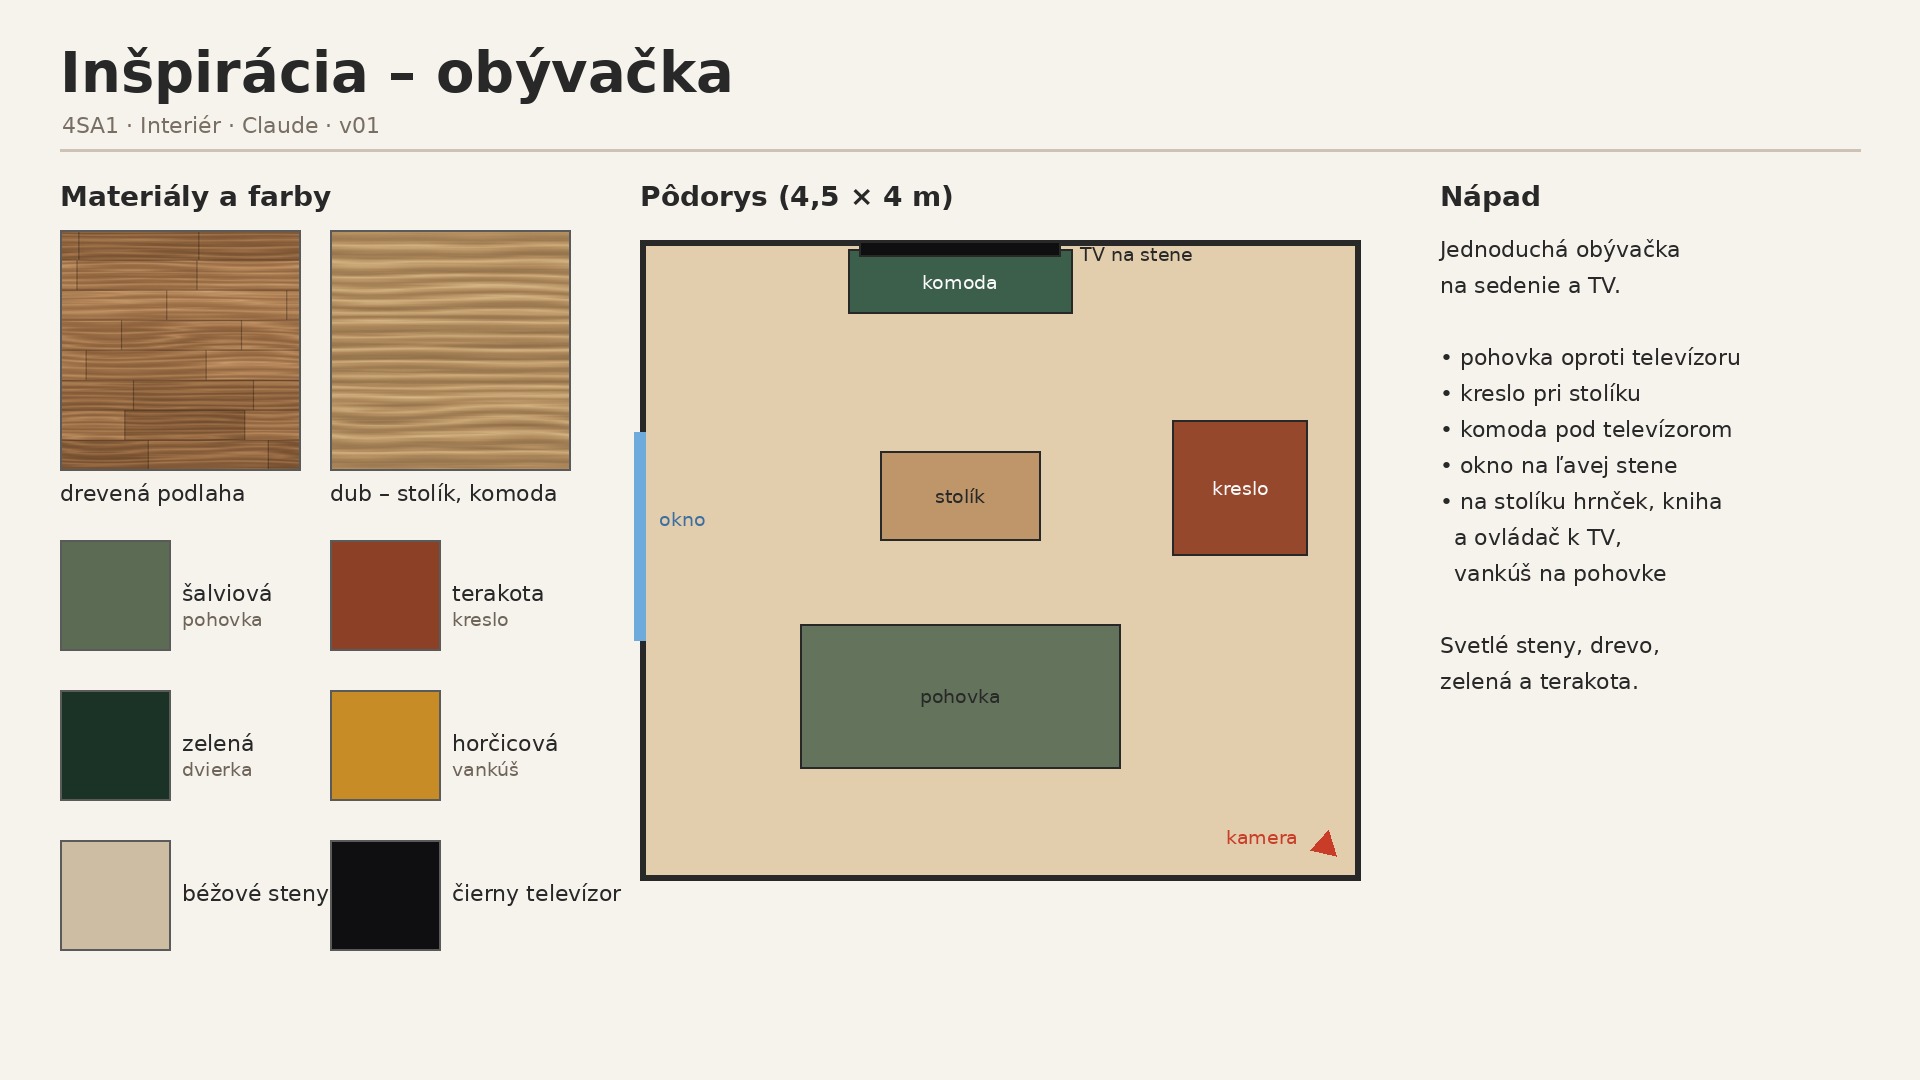 Inšpirácia – obývačka
4SA1 · Interiér · Claude · v01
Materiály a farby
drevená podlaha
dub – stolík, komoda
šalviová
pohovka
terakota
kreslo
zelená
dvierka
horčicová
vankúš
béžové steny
čierny televízor
Pôdorys (4,5 × 4 m)
TV na stene
komoda
okno
stolík
kreslo
pohovka
kamera
Nápad
Jednoduchá obývačka
na sedenie a TV.
• pohovka oproti televízoru
• kreslo pri stolíku
• komoda pod televízorom
• okno na ľavej stene
• na stolíku hrnček, kniha
a ovládač k TV,
vankúš na pohovke
Svetlé steny, drevo,
zelená a terakota.